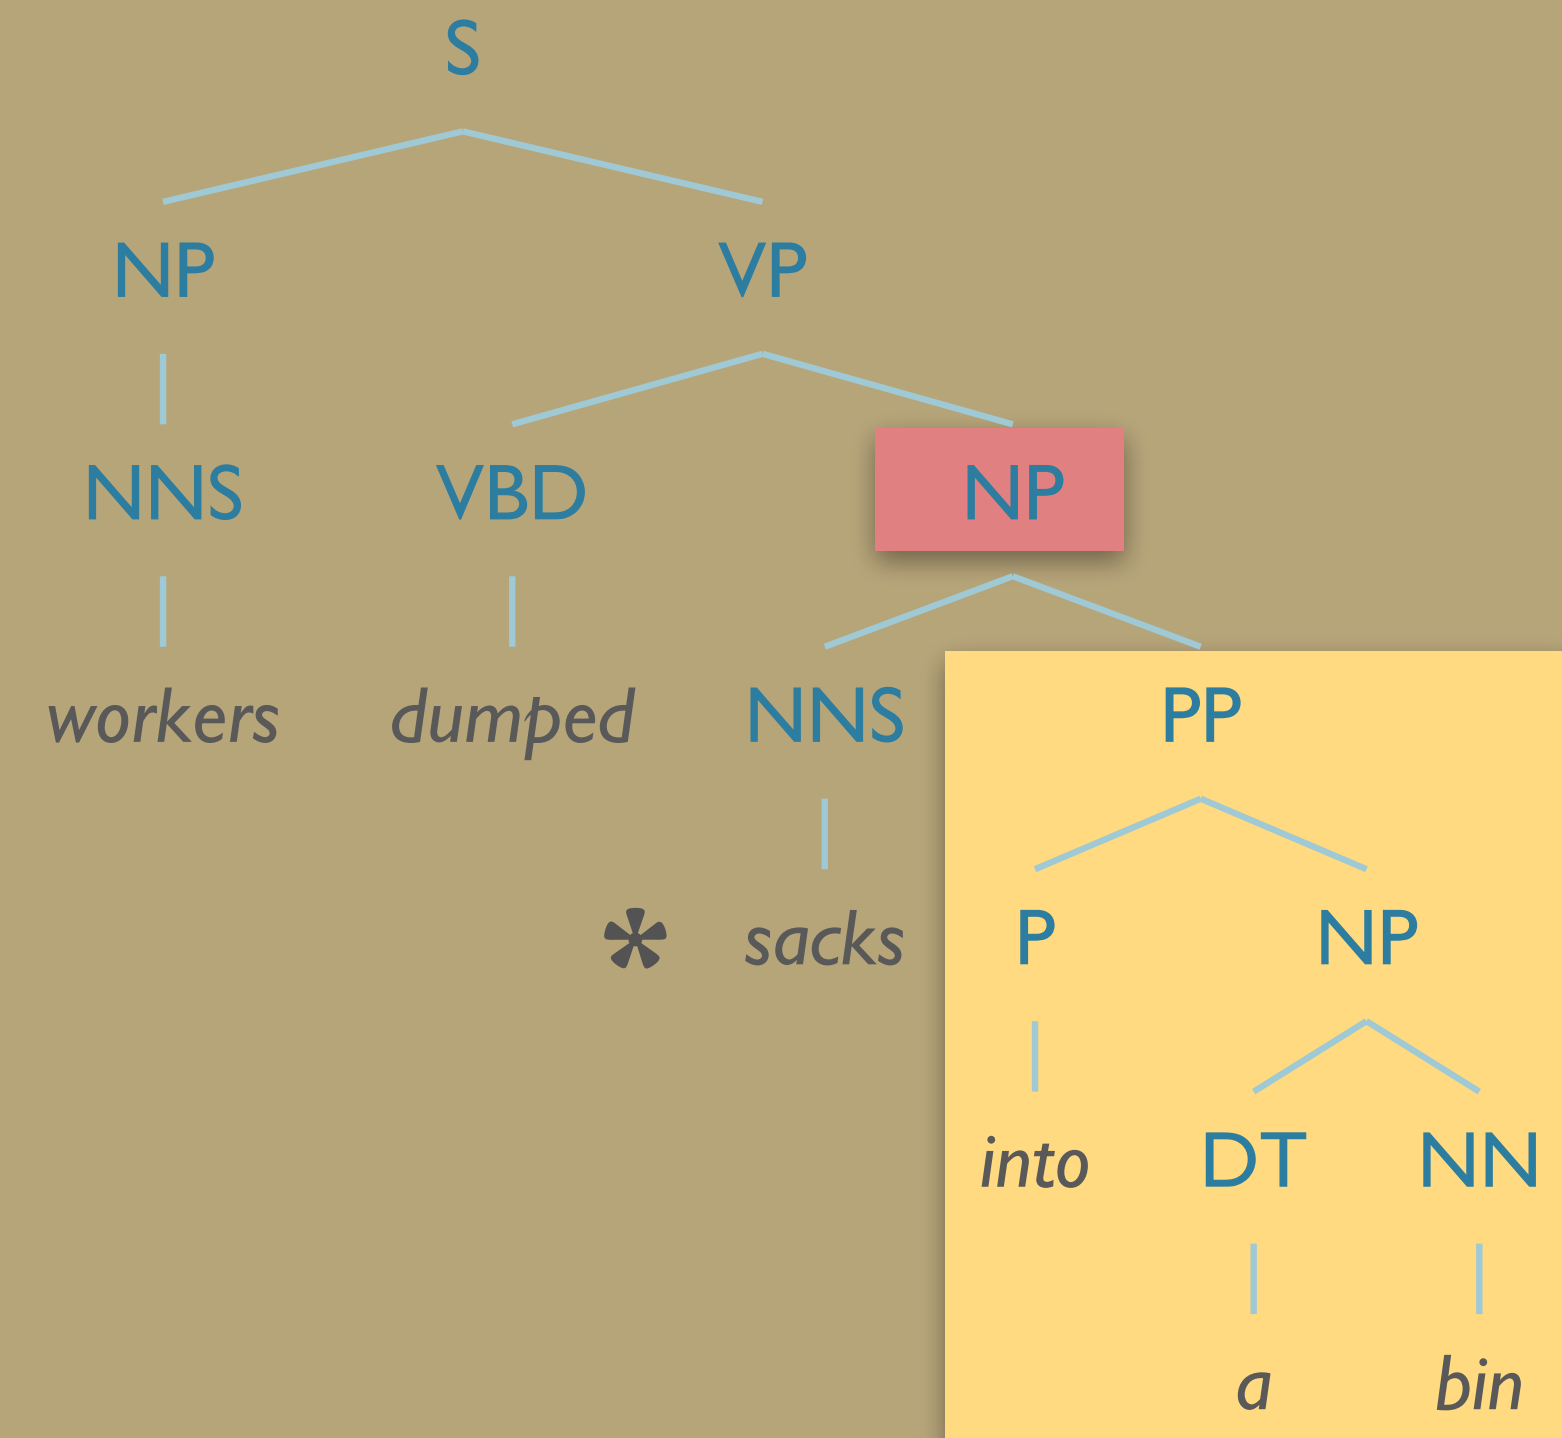 S
NP VP
NNS VBD NP
workers dumped NNS PP
* sacks P NP
into DT NN
a bin